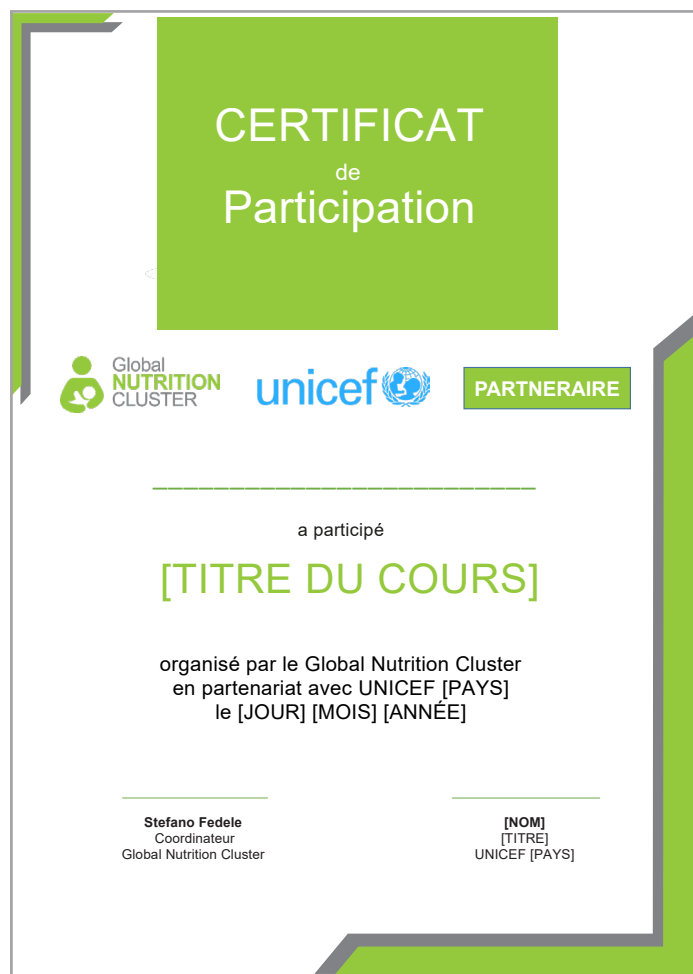 CERTIFICAT
de
Participation
Global
NUTRITION
CLUSTER
unicef
PARTNERAIRE
a participé
[TITRE DU COURS]
organisé par le Global Nutrition Cluster
en partenariat avec UNICEF [PAYS]
le [JOUR] [MOIS] [ANNÉE]
Stefano Fedele
Coordinateur
Global Nutrition Cluster
[NOM]
[TITRE]
UNICEF [PAYS]